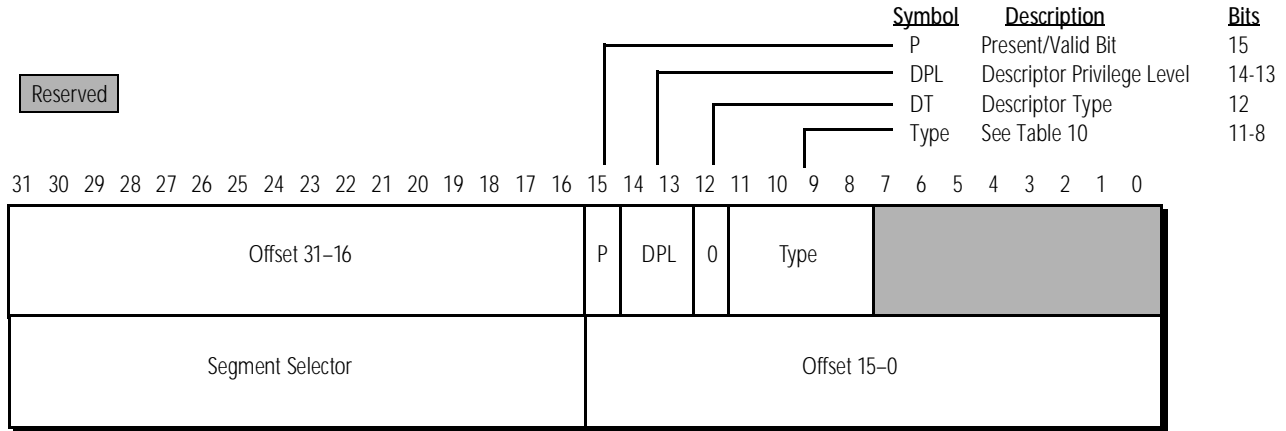 Symbol Description Bits
P Present/Valid Bit 15
DPL Descriptor Privilege Level 14-13
DT Descriptor Type 12
Type See Table 10 11-8
Reserved
31 30 29 28 27 26 25 24 23 22 21 20 19 18 17 16 15 14 13 12 11 10 9 8 7 6 5 4 3 2 1 0
Offset 31–16 P DPL 0 Type
Segment Selector Offset 15–0